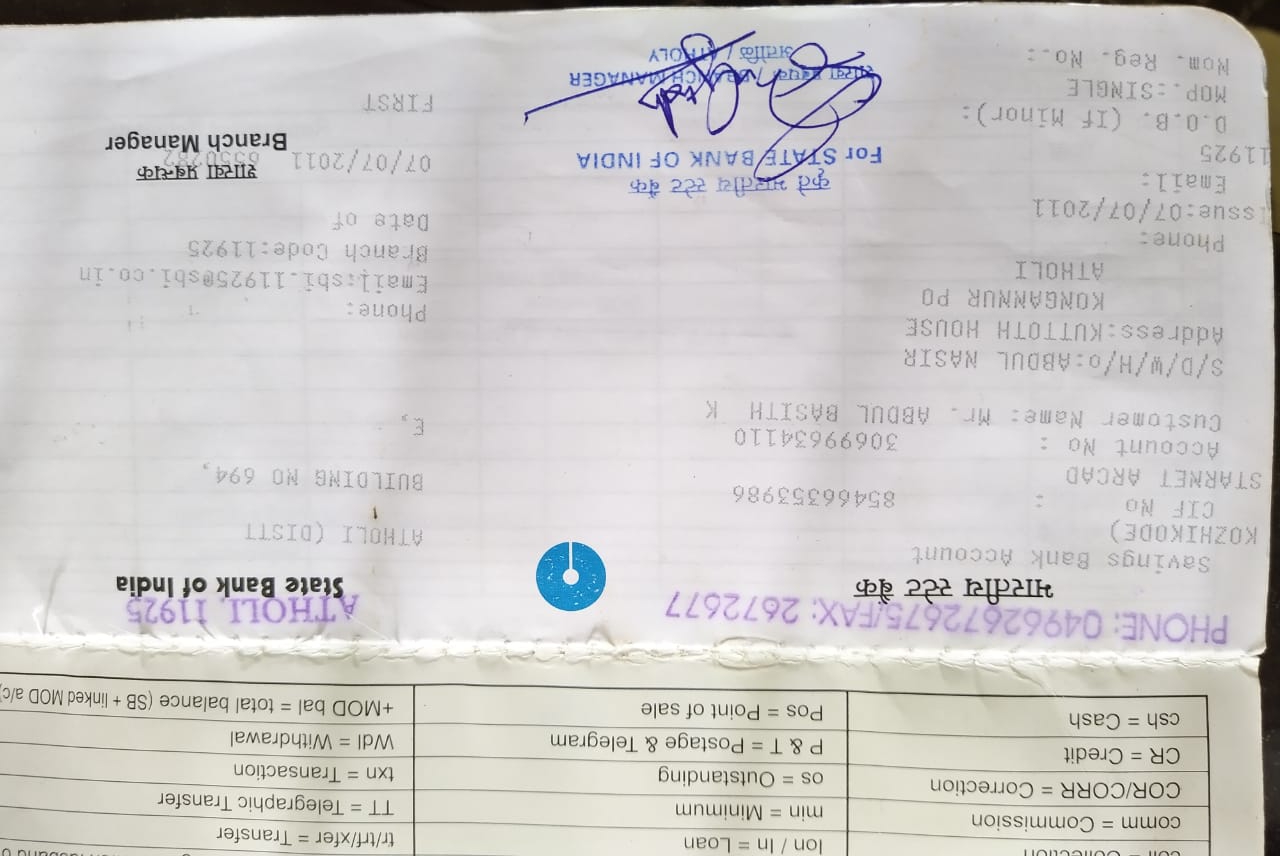 coll = Collection lon / ln = Loan tr/trf/xfer = Transfer
comm = Commission min = Minimum TT = Telegraphic Transfer
COR/CORR = Correction os = Outstanding txn = Transaction
CR = Credit P & T = Postage & Telegram Wdl = Withdrawal
csh = Cash Pos = Point of sale +MOD bal = total balance (SB + linked MOD a/c)
PHONE: 04962672675/FAX: 2672677 ATHOLI, 11925
भारतीय स्टेट बैंक State Bank of India
Savings Bank Account
KOZHIKODE) ATHOLI (DISTT
CIF No : 85466353986
STARNET ARCAD BUILDING NO 694,
Account No : 30699634110
Customer Name: Mr. ABDUL BASITH K E,
S/D/W/H/o:ABDUL NASIR
Address:KUTTOTH HOUSE
KONGANNUR PO Phone:
ATHOLI Email:sbi.11925@sbi.co.in
Phone: Branch Code:11925
Issue:07/07/2011 Date of
Email: कृते भारतीय स्टेट बैंक शाखा प्रबन्धक
11925 For STATE BANK OF INDIA 07/07/2011 6350282
D.O.B. (If Minor): Branch Manager
MOP.:SINGLE शाखा प्रबंधक / BRANCH MANAGER FIRST
Nom. Reg. No.: अतोलि / ATHOLY